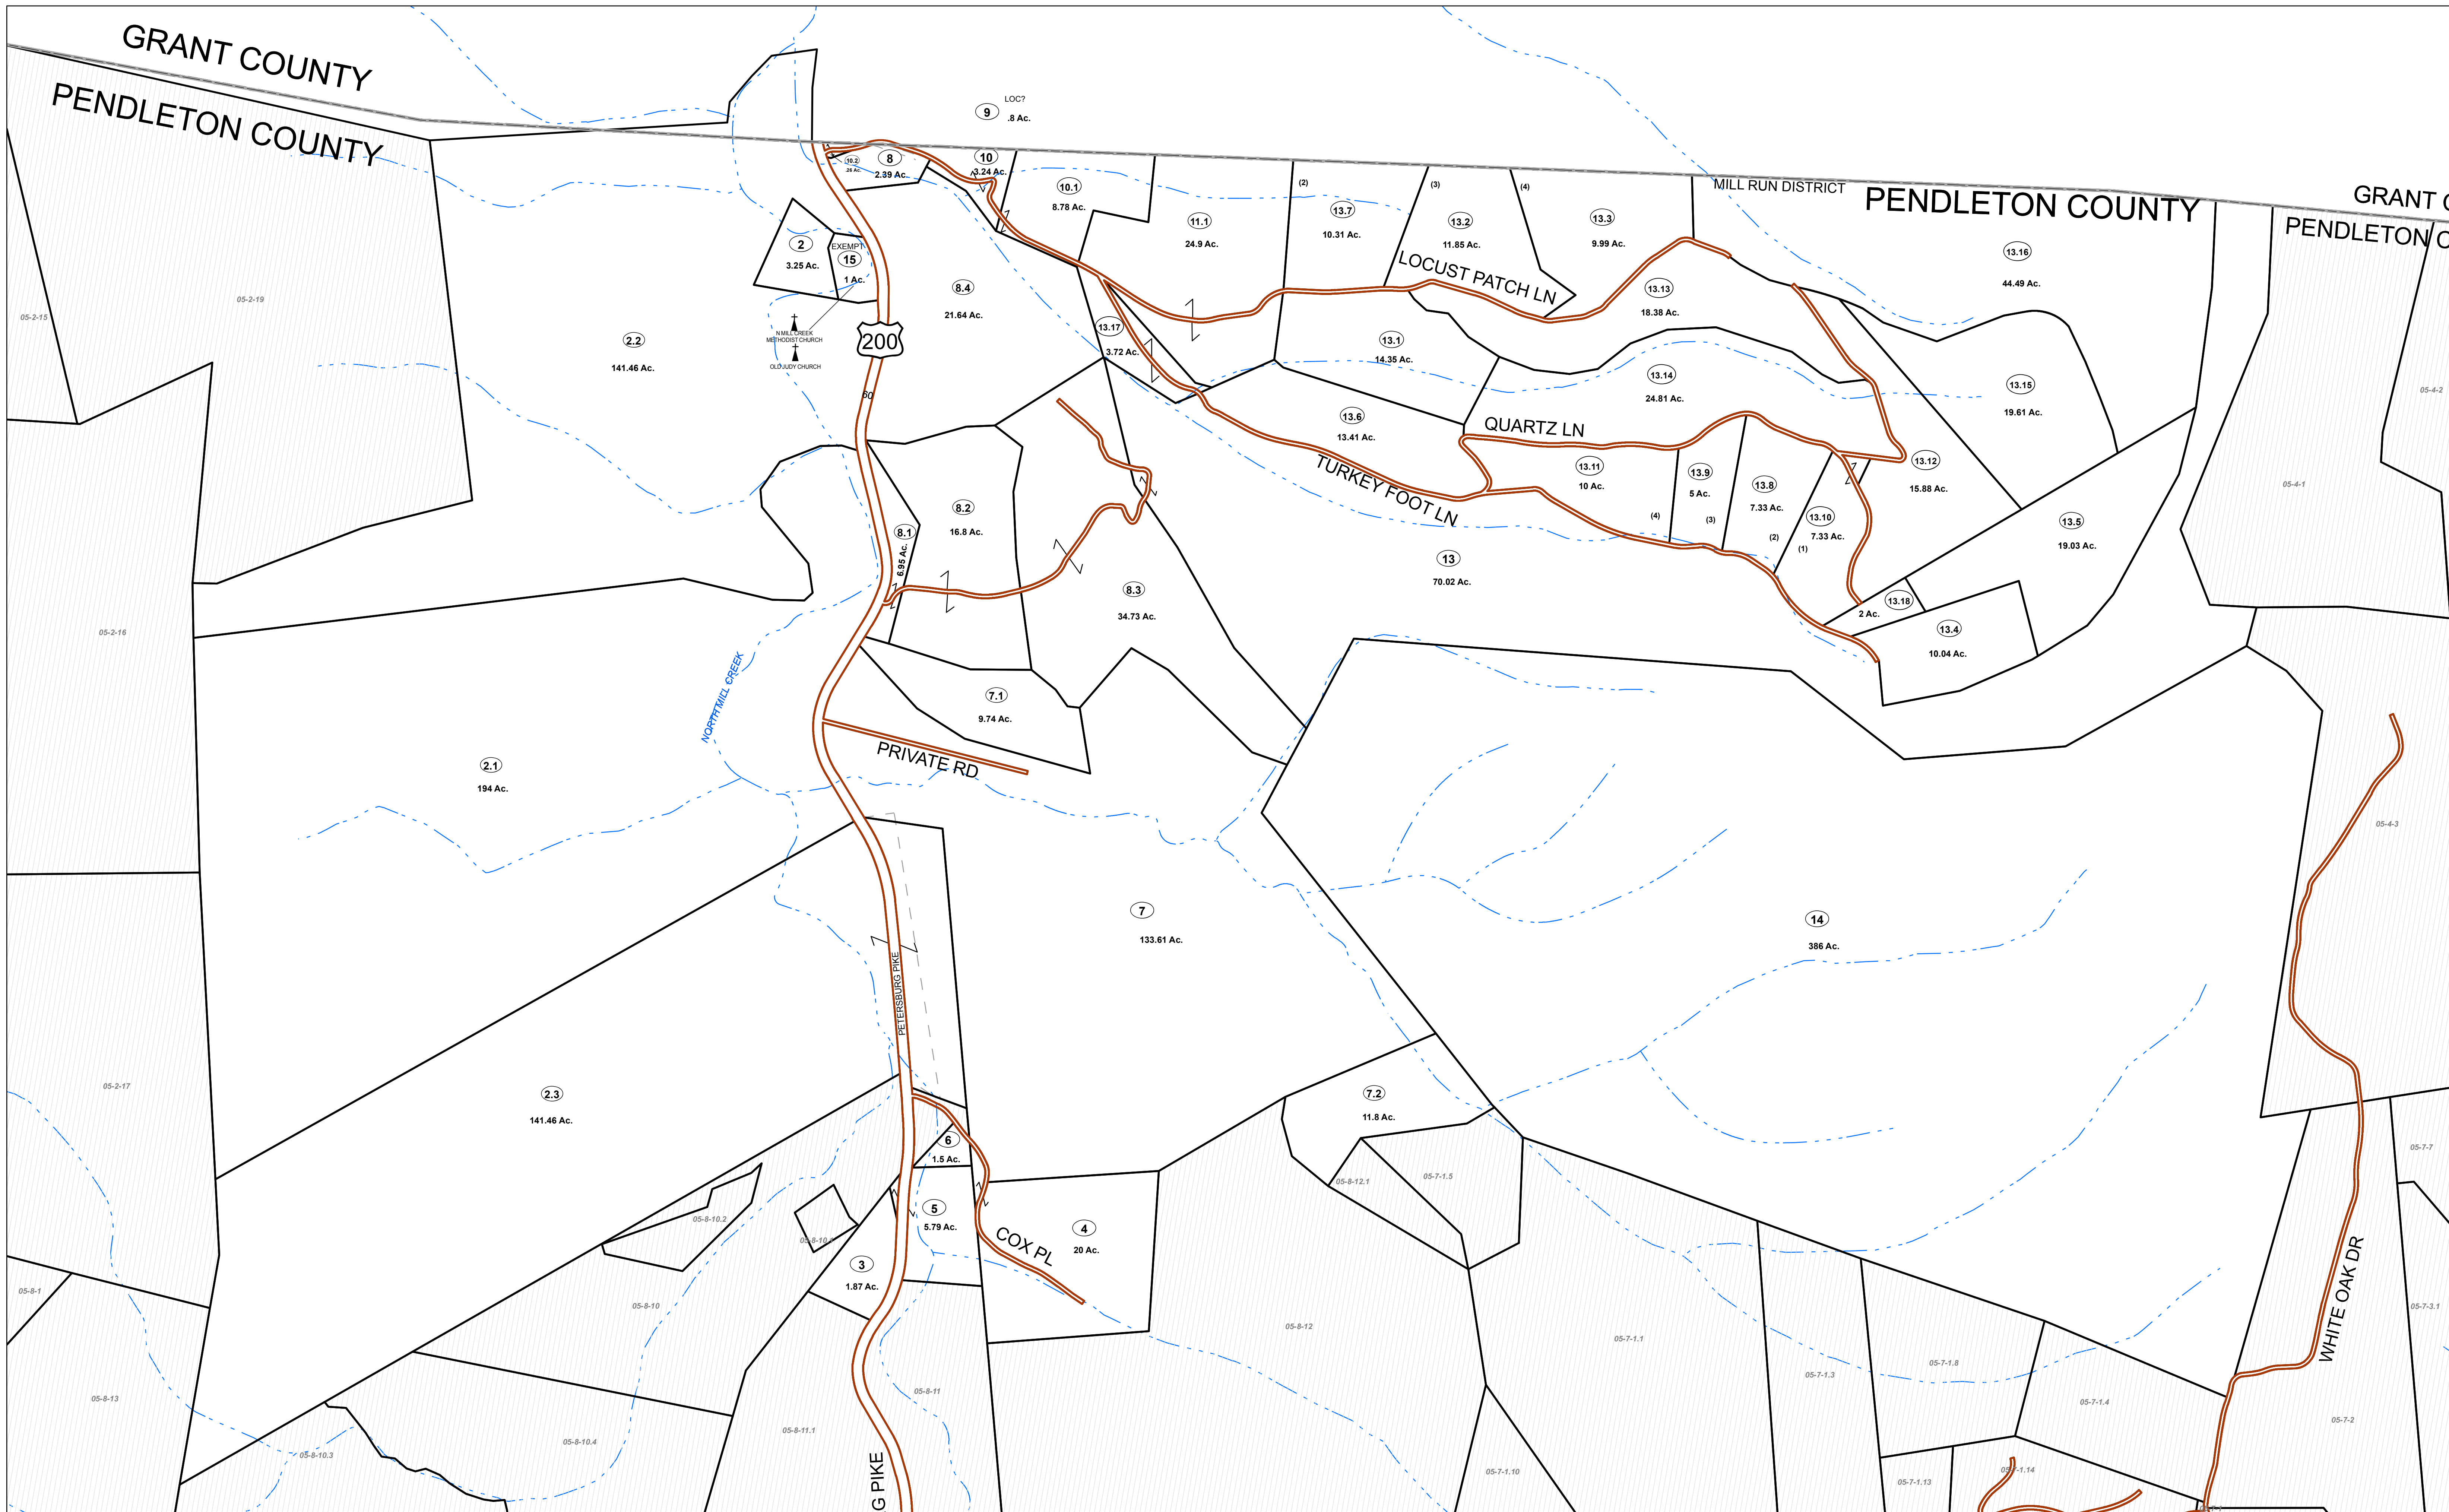 GRANT COUNTY
PENDLETON COUNTY
LOC?
9
.8 Ac.
10.2
.26 Ac.
8
2.39 Ac.
10
3.24 Ac.
10.1
8.78 Ac.
11.1
24.9 Ac.
(2)
13.7
10.31 Ac.
(3)
13.2
11.85 Ac.
(4)
13.3
9.99 Ac.
MILL RUN DISTRICT
PENDLETON COUNTY
GRANT C
PENDLETON C
13.16
44.49 Ac.
2
3.25 Ac.
EXEMPT
15
1 Ac.
8.4
21.64 Ac.
LOCUST PATCH LN
13.13
18.38 Ac.
05-2-15
05-2-19
2.2
141.46 Ac.
N MILL CREEK
METHODIST CHURCH
OLD JUDY CHURCH
200
60
13.17
3.72 Ac.
13.1
14.35 Ac.
13.14
24.81 Ac.
13.15
19.61 Ac.
05-4-2
13.6
13.41 Ac.
QUARTZ LN
TURKEY FOOT LN
13.11
10 Ac.
(4)
13.9
5 Ac.
(3)
13.8
7.33 Ac.
(2)
13.10
7.33 Ac.
(1)
13.12
15.88 Ac.
05-4-1
13.5
19.03 Ac.
8.2
16.8 Ac.
8.1
6.95 Ac.
8.3
34.73 Ac.
13
70.02 Ac.
13.18
2 Ac.
13.4
10.04 Ac.
05-2-16
NORTH MILL CREEK
7.1
9.74 Ac.
PRIVATE RD
2.1
194 Ac.
05-4-3
7
133.61 Ac.
14
386 Ac.
PETERSBURG PIKE
05-2-17
2.3
141.46 Ac.
7.2
11.8 Ac.
6
1.5 Ac.
05-7-7
05-8-12.1
05-7-1.5
05-8-10.2
5
5.79 Ac.
4
20 Ac.
COX PL
3
1.87 Ac.
05-8-1
05-8-10
05-8-12
05-7-1.1
WHITE OAK DR
05-7-3.1
05-7-1.8
05-7-1.3
05-8-13
05-8-11
05-7-1.4
05-7-2
05-8-11.1
05-8-10.4
05-8-10.3
05-7-1.10
05-7-1.13
05-7-1.14
G PIKE